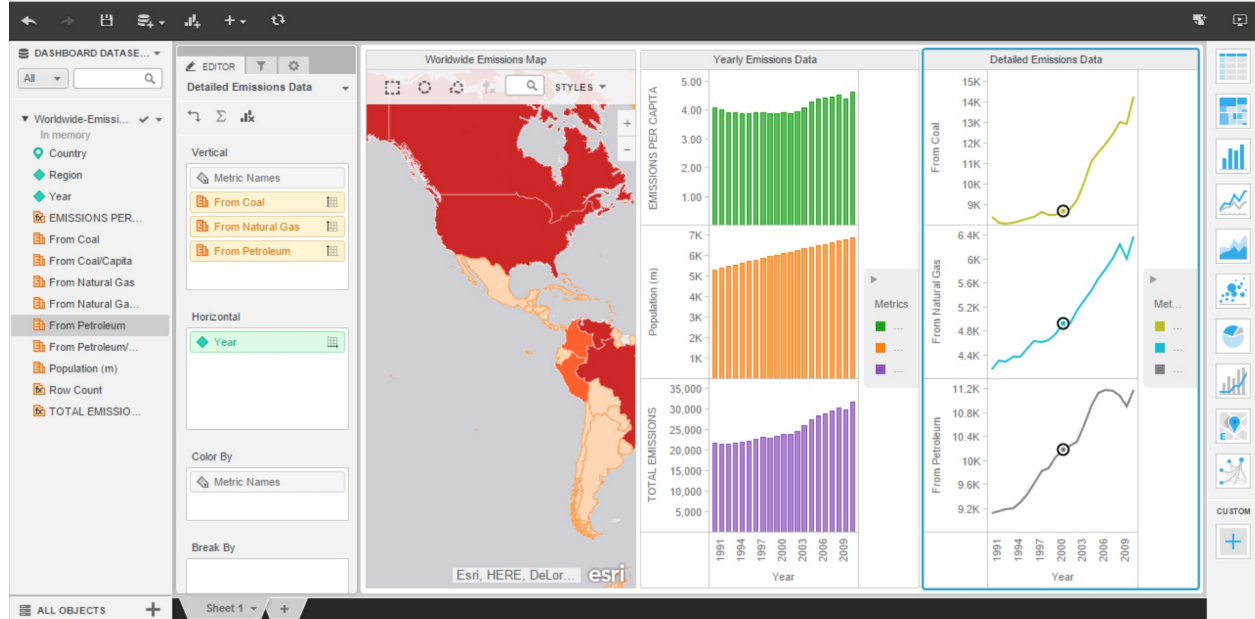 DASHBOARD DATASE...
All
Worldwide-Emissi...
In memory
Country
Region
Year
EMISSIONS PER...
From Coal
From Coal/Capita
From Natural Gas
From Natural Ga...
From Petroleum
From Petroleum/...
Population (m)
Row Count
TOTAL EMISSIO...
ALL OBJECTS
EDITOR
Detailed Emissions Data
Vertical
Metric Names
From Coal
From Natural Gas
From Petroleum
Horizontal
Year
Color By
Metric Names
Break By
Sheet 1
+
Worldwide Emissions Map
STYLES
+
−
Esri, HERE, DeLor...
esri
Yearly Emissions Data
EMISSIONS PER CAPITA
5.00
4.00
3.00
2.00
1.00
Population (m)
7K
6K
5K
4K
3K
2K
1K
TOTAL EMISSIONS
35,000
30,000
25,000
20,000
15,000
10,000
5,000
1991 1994 1997 2000 2003 2006 2009
Year
Metrics
...
...
...
Detailed Emissions Data
From Coal
15K
14K
13K
12K
11K
10K
9K
From Natural Gas
6.4K
6K
5.6K
5.2K
4.8K
4.4K
From Petroleum
11.2K
10.8K
10.4K
10K
9.6K
9.2K
1991 1994 1997 2000 2003 2006 2009
Year
Met...
...
...
...
E
CUSTOM